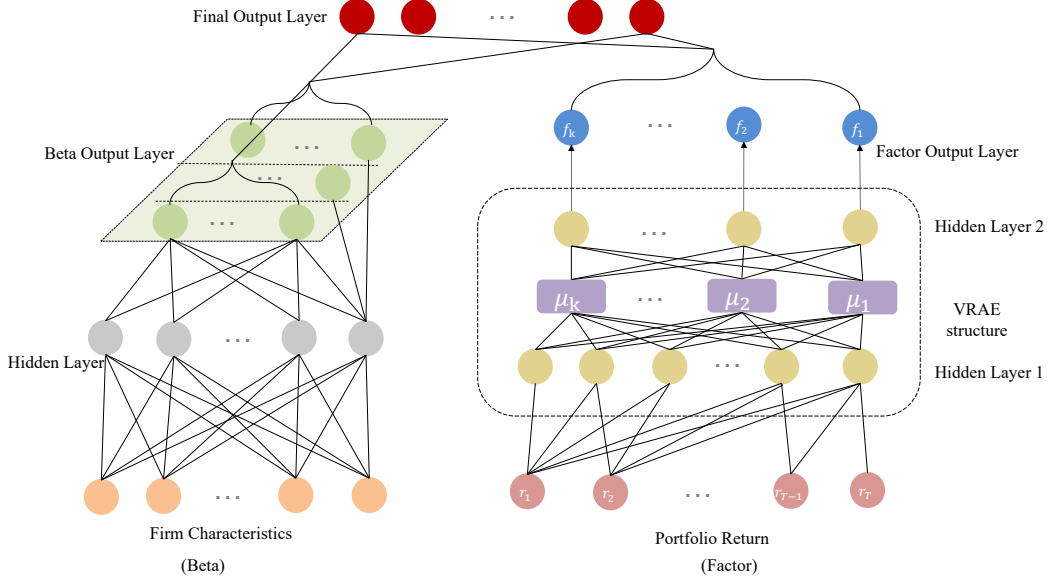 Final Output Layer
...
Beta Output Layer
...
...
...
f_k
...
f_2
f_1
Factor Output Layer
...
Hidden Layer 2
μ_k
...
μ_2
μ_1
VRAE
structure
Hidden Layer
...
...
Hidden Layer 1
...
r_1
r_2
...
r_{T-1}
r_T
Firm Characteristics
(Beta)
Portfolio Return
(Factor)